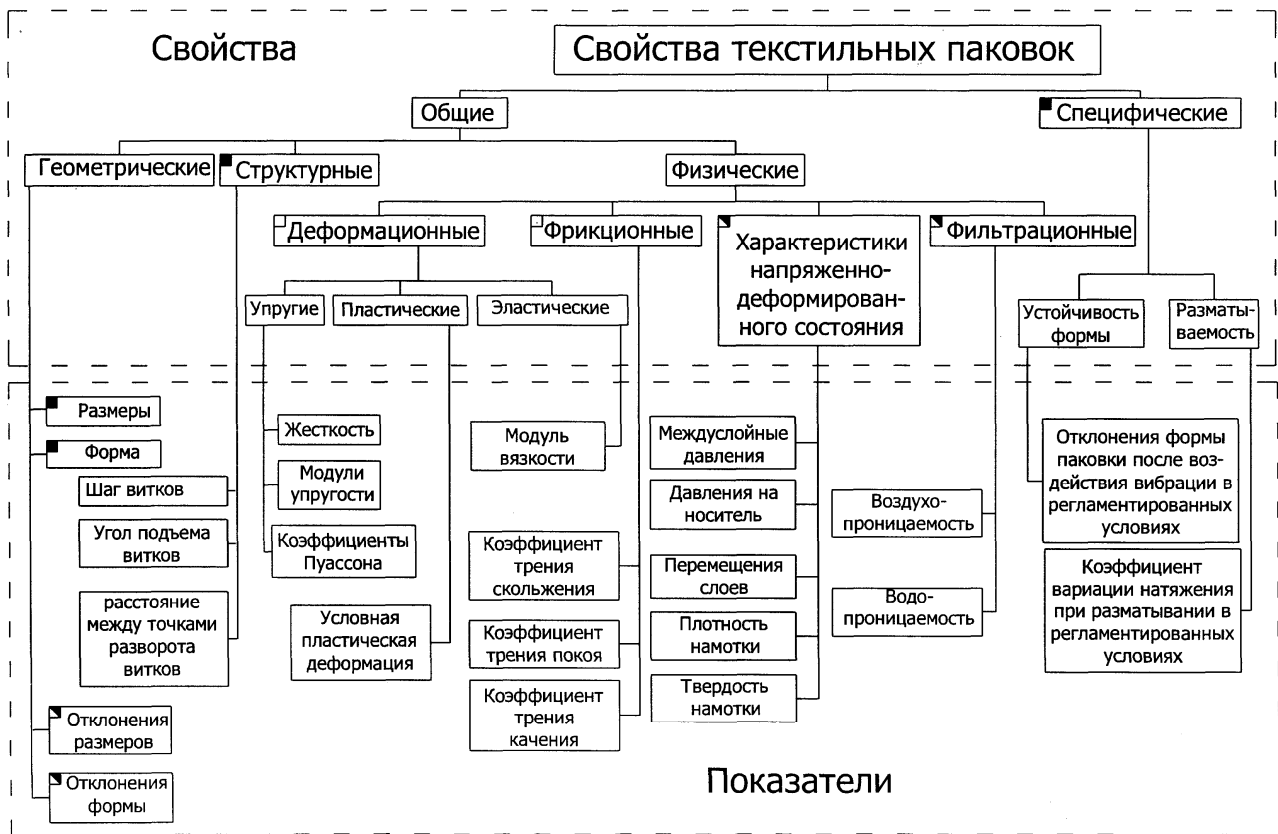 Свойства
Свойства текстильных паковок
Общие
Специфические
Геометрические
Структурные
Физические
Деформационные
Фрикционные
Характеристики
напряженно-
деформирован-
ного состояния
Фильтрационные
Упругие
Пластические
Эластические
Устойчивость
формы
Разматы-
ваемость
Размеры
Форма
Шаг витков
Угол подъема
витков
расстояние
между точками
разворота
витков
Отклонения
размеров
Отклонения
формы
Жесткость
Модули
упругости
Коэффициенты
Пуассона
Условная
пластическая
деформация
Модуль
вязкости
Коэффициент
трения
скольжения
Коэффициент
трения покоя
Коэффициент
трения
качения
Междуслойные
давления
Давления на
носитель
Перемещения
слоев
Плотность
намотки
Твердость
намотки
Воздухо-
проницаемость
Водо-
проницаемость
Отклонения формы
паковки после воз-
действия вибрации в
регламентированных
условиях
Коэффициент
вариации натяжения
при разматывании в
регламентированных
условиях
Показатели